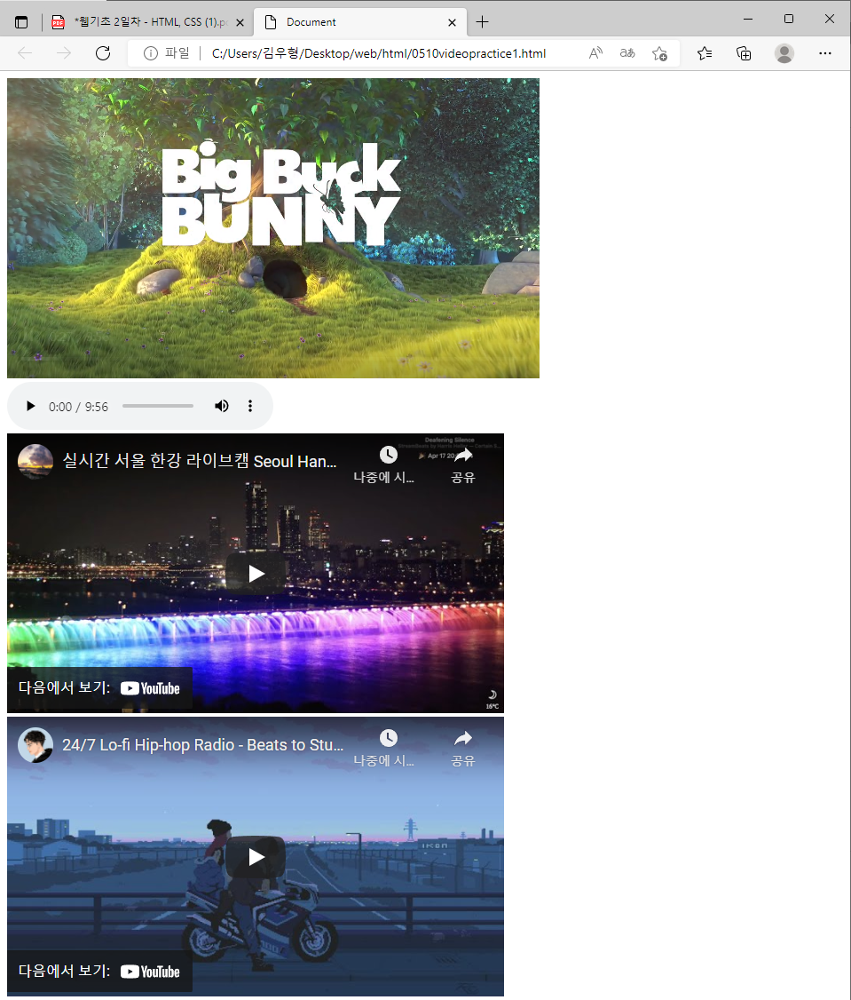 *웹기초 2일차 - HTML, CSS (1).p
Document
파일
C:/Users/김우형/Desktop/web/html/0510videopractice1.html
Big Buck
BUNNY
0:00 / 9:56
Deafening Silence
실시간 서울 한강 라이브캠 Seoul Han...
Apr 17 20
나중에 시...
공유
다음에서 보기: YouTube
16°C
24/7 Lo-fi Hip-hop Radio - Beats to Stu...
나중에 시...
공유
다음에서 보기: YouTube